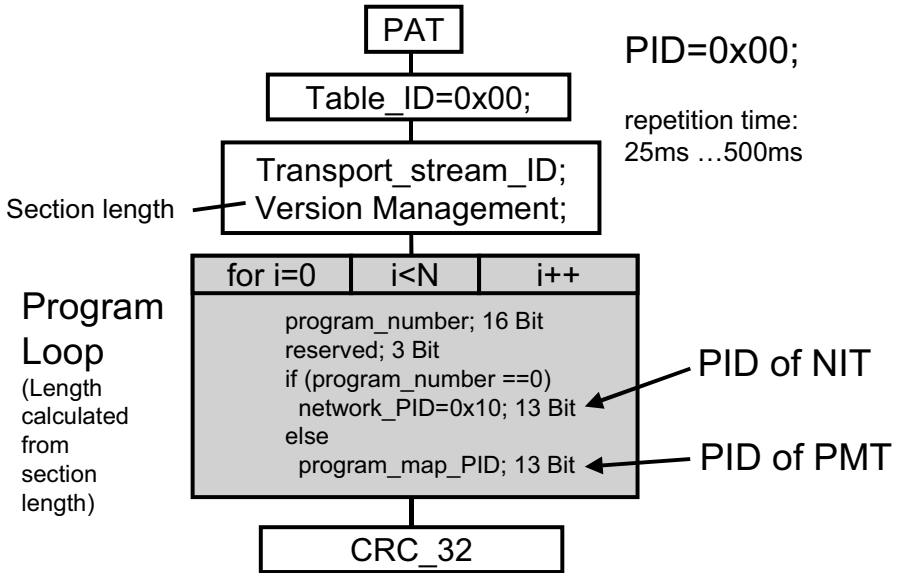 PAT
PID=0x00;
Table_ID=0x00;
repetition time:
25ms …500ms
Transport_stream_ID;
Section length
Version Management;
for i=0 i<N i++
Program
Loop
(Length
calculated
from
section
length)
program_number; 16 Bit
reserved; 3 Bit
if (program_number ==0)
network_PID=0x10; 13 Bit
else
program_map_PID; 13 Bit
PID of NIT
PID of PMT
CRC_32